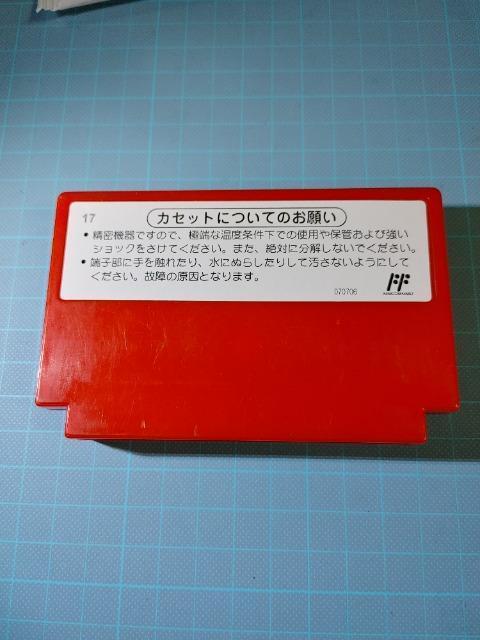 17
カセットについてのお願い
• 精密機器ですので、極端な温度条件下での使用や保管および強い
ショックをさけてください。また、絶対に分解しないでください。
• 端子部に手を触れたり、水にぬらしたりして汚さないようにして
ください。故障の原因となります。
070706